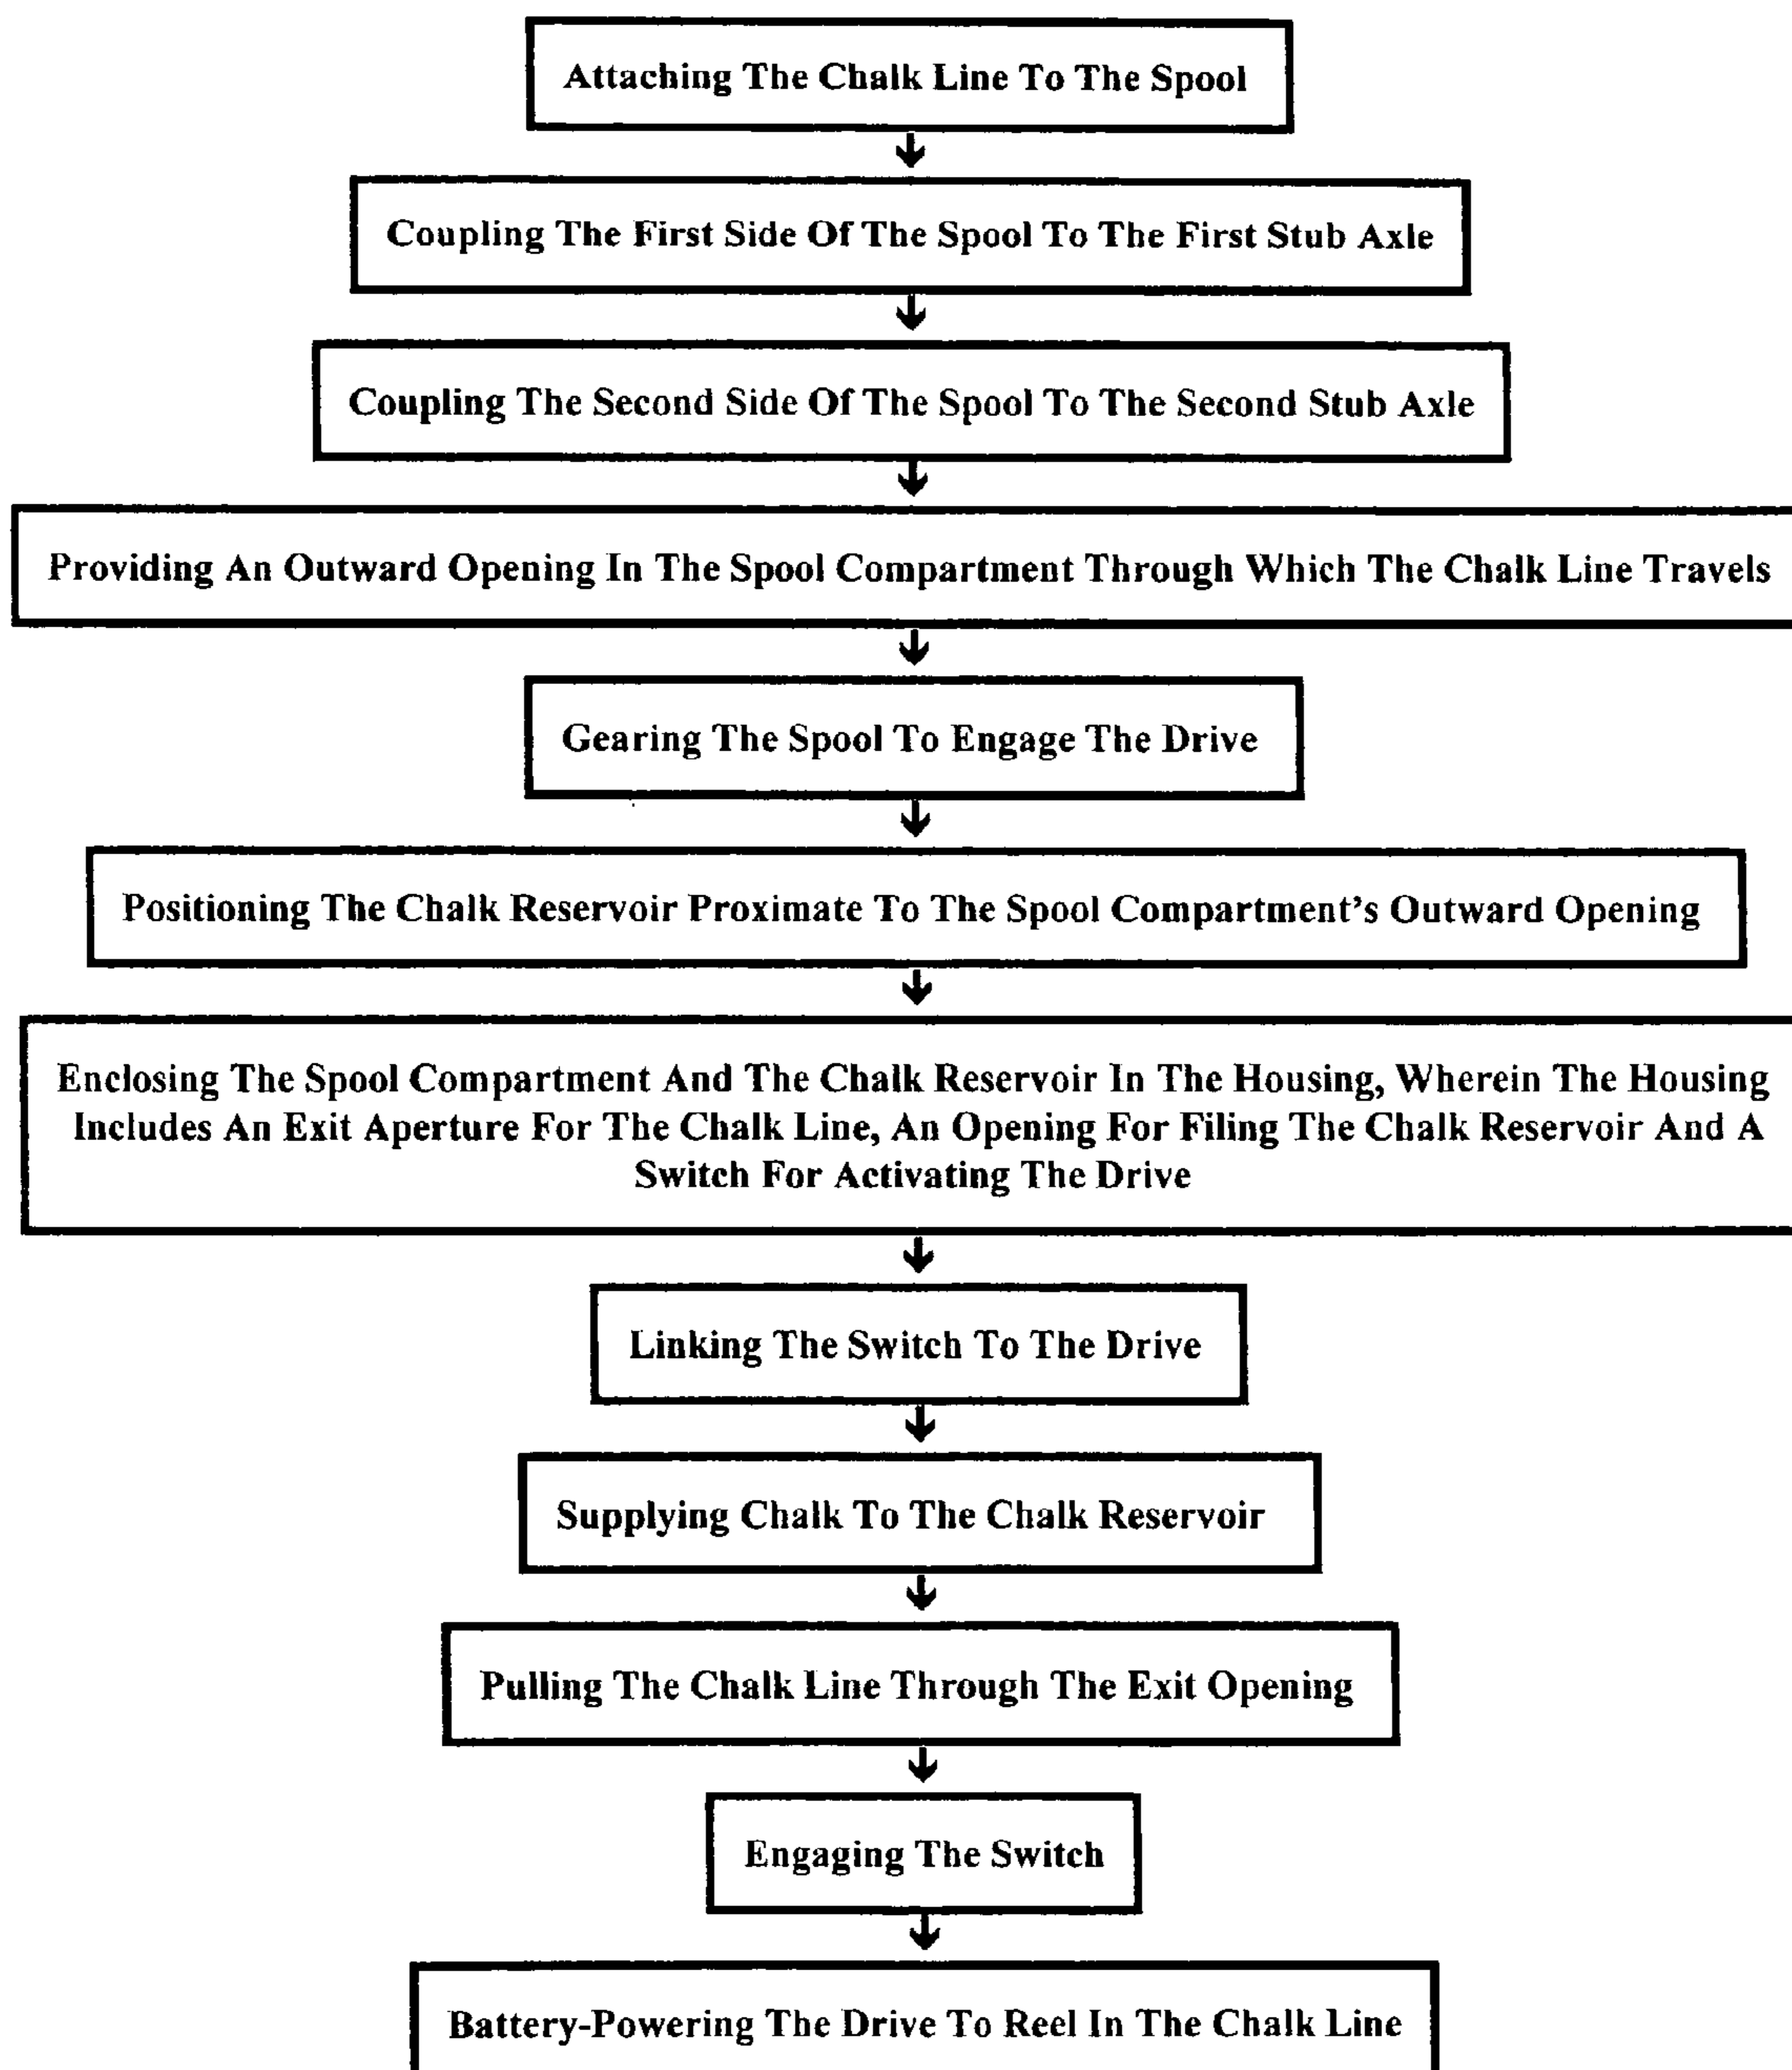 Attaching The Chalk Line To The Spool
Coupling The First Side Of The Spool To The First Stub Axle
Coupling The Second Side Of The Spool To The Second Stub Axle
Providing An Outward Opening In The Spool Compartment Through Which The Chalk Line Travels
Gearing The Spool To Engage The Drive
Positioning The Chalk Reservoir Proximate To The Spool Compartment's Outward Opening
Enclosing The Spool Compartment And The Chalk Reservoir In The Housing, Wherein The Housing
Includes An Exit Aperture For The Chalk Line, An Opening For Filing The Chalk Reservoir And A
Switch For Activating The Drive
Linking The Switch To The Drive
Supplying Chalk To The Chalk Reservoir
Pulling The Chalk Line Through The Exit Opening
Engaging The Switch
Battery-Powering The Drive To Reel In The Chalk Line